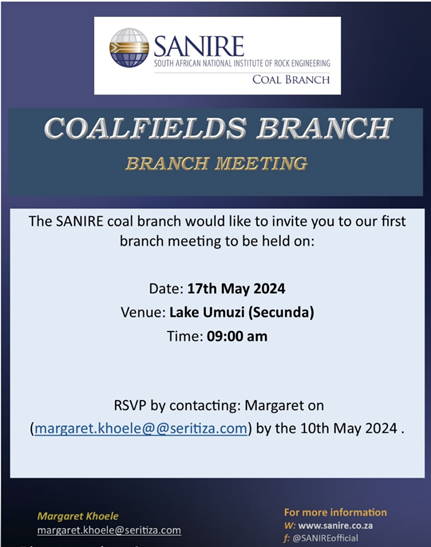 SANIRE
SOUTH AFRICAN NATIONAL INSTITUTE OF ROCK ENGINEERING
COAL BRANCH
COALFIELDS BRANCH
BRANCH MEETING
The SANIRE coal branch would like to invite you to our first
branch meeting to be held on:
Date: 17th May 2024
Venue: Lake Umuzi (Secunda)
Time: 09:00 am
RSVP by contacting: Margaret on
(margaret.khoele@@seritiza.com) by the 10th May 2024 .
Margaret Khoele
margaret.khoele@seritiza.com
For more information
W: www.sanire.co.za
f: @SANIREofficial